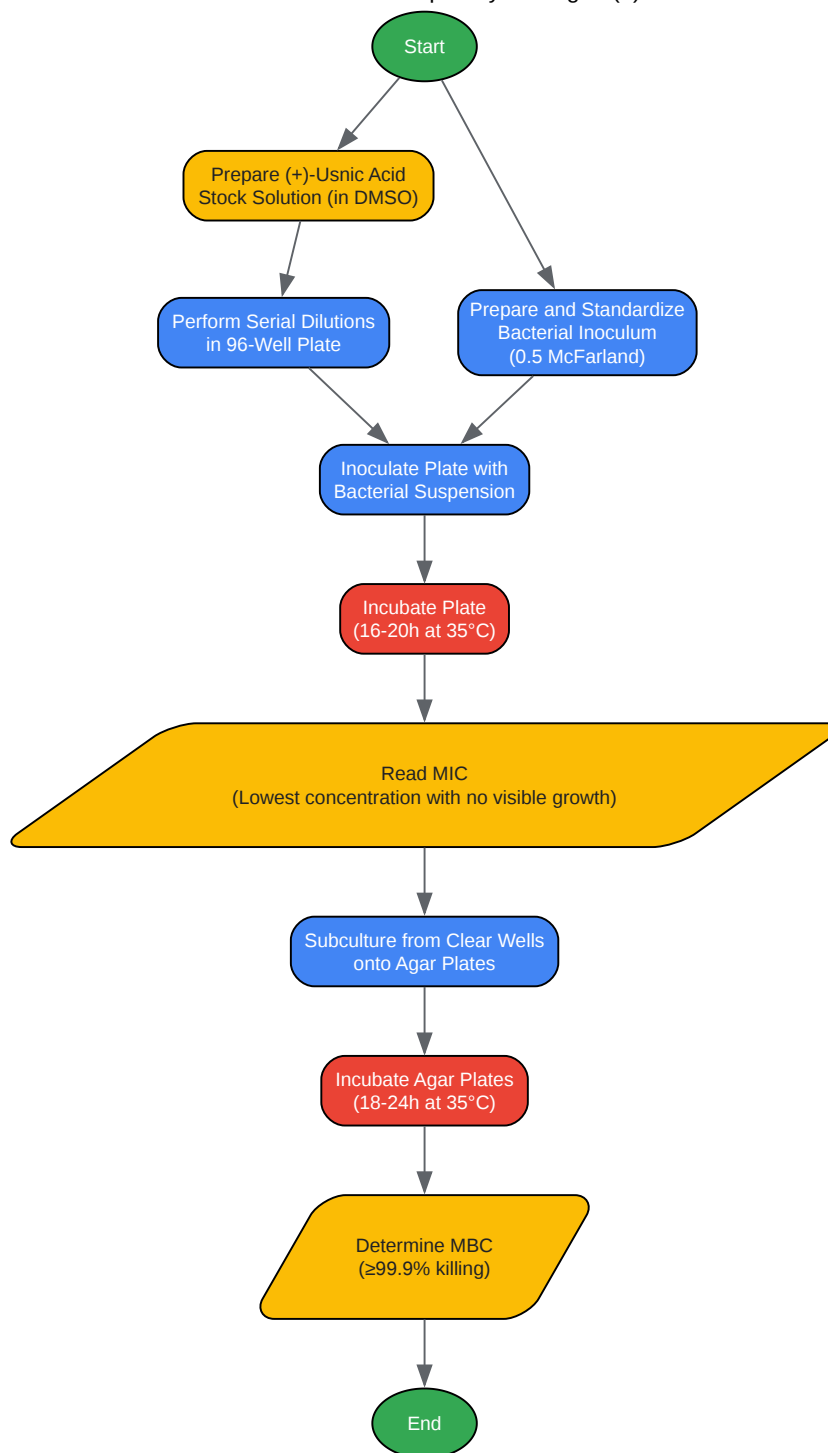 Start
Prepare (+)-Usnic Acid
Stock Solution (in DMSO)
Perform Serial Dilutions
in 96-Well Plate
Prepare and Standardize
Bacterial Inoculum
(0.5 McFarland)
Inoculate Plate with
Bacterial Suspension
Incubate Plate
(16-20h at 35°C)
Read MIC
(Lowest concentration with no visible growth)
Subculture from Clear Wells
onto Agar Plates
Incubate Agar Plates
(18-24h at 35°C)
Determine MBC
(≥99.9% killing)
End